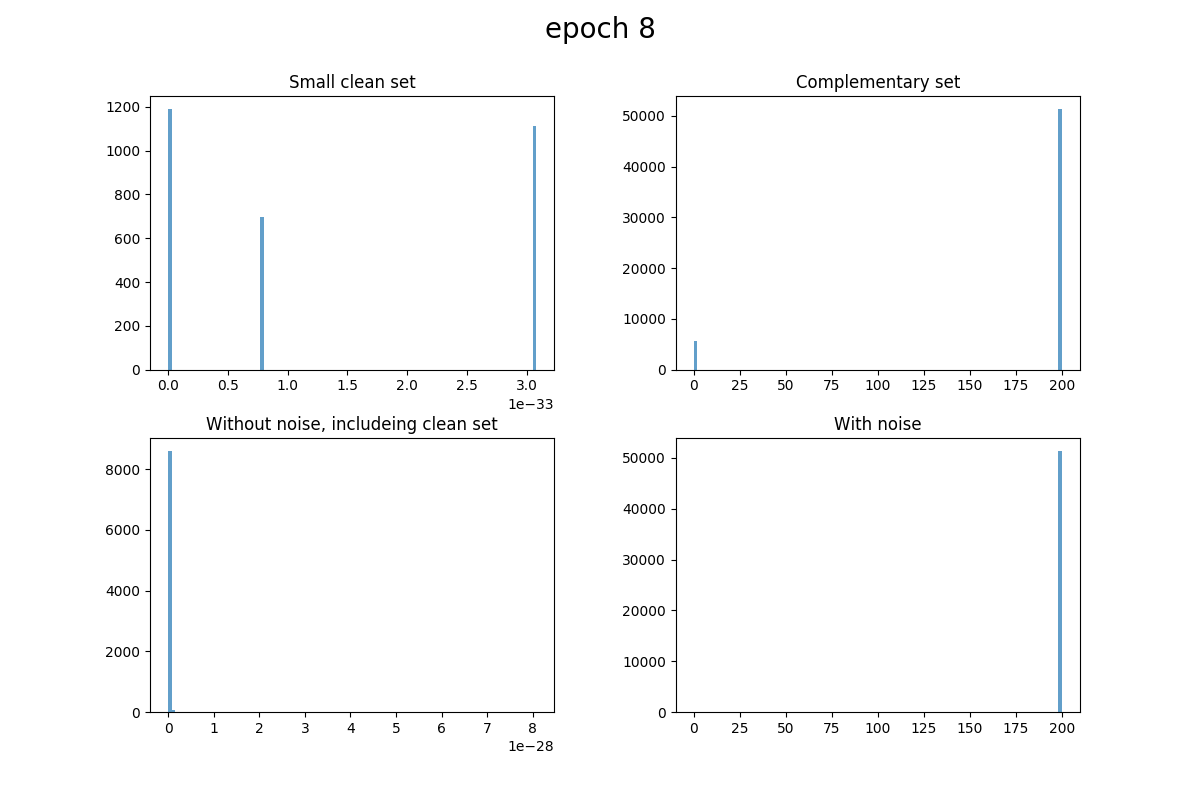 epoch 8
Small clean set
1200
1000
800
600
400
200
0
0.0 0.5 1.0 1.5 2.0 2.5 3.0
1e−33
Complementary set
50000
40000
30000
20000
10000
0
0 25 50 75 100 125 150 175 200
Without noise, includeing clean set
8000
6000
4000
2000
0
0 1 2 3 4 5 6 7 8
1e−28
With noise
50000
40000
30000
20000
10000
0
0 25 50 75 100 125 150 175 200